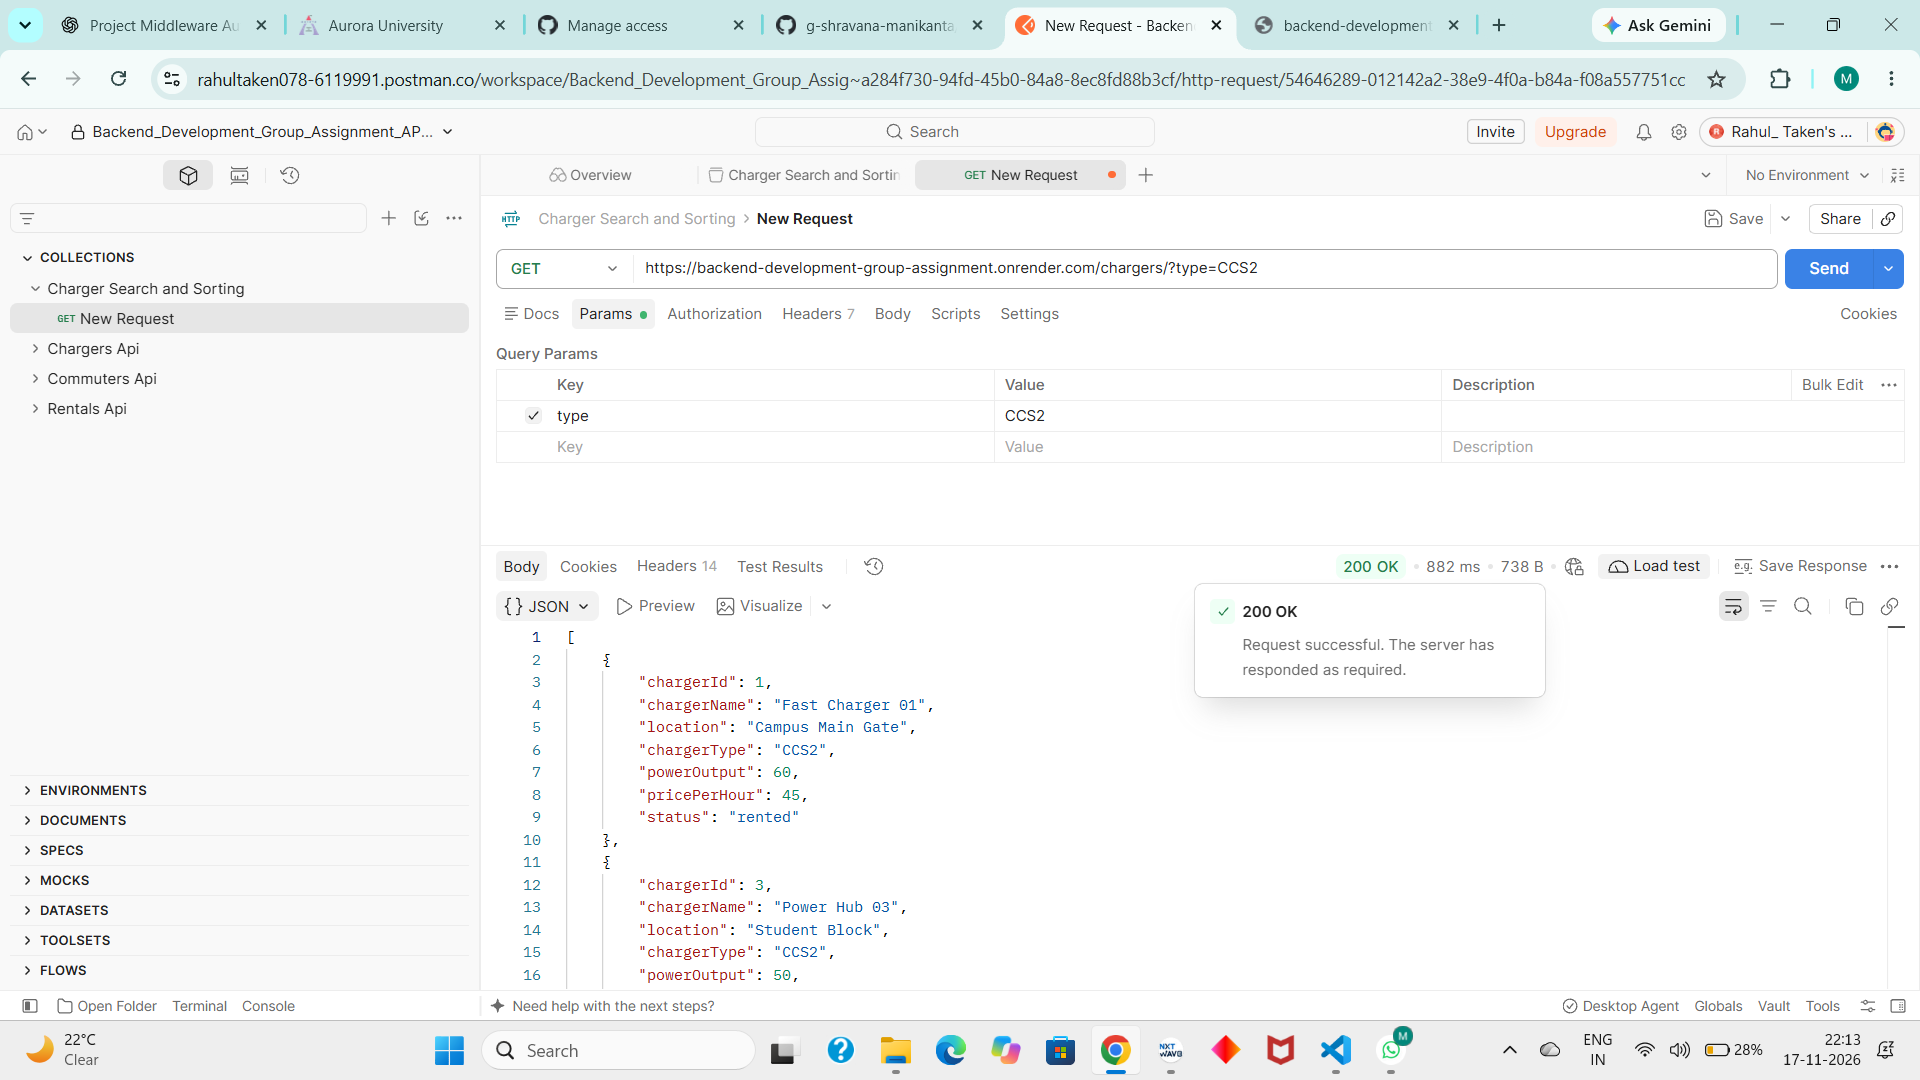 Project Middleware Au
Aurora University
Manage access
g-shravana-manikanta
New Request - Backen
backend-development
Ask Gemini
rahultaken078-6119991.postman.co/workspace/Backend_Development_Group_Assig~a284f730-94fd-45b0-84a8-8ec8fd88b3cf/http-request/54646289-012142a2-38e9-4f0a-b84a-f08a557751cc
M
Backend_Development_Group_Assignment_AP...
Search
Invite
Upgrade
R
Rahul_ Taken's ...
Overview
Charger Search and Sortin
GET New Request
No Environment
HTTP
Charger Search and Sorting > New Request
Save
Share
COLLECTIONS
Charger Search and Sorting
GET New Request
Chargers Api
Commuters Api
Rentals Api
GET
https://backend-development-group-assignment.onrender.com/chargers/?type=CCS2
Send
Docs
Params
Authorization
Headers 7
Body
Scripts
Settings
Cookies
Query Params
Key
Value
Description
Bulk Edit
type
CCS2
Key
Value
Description
Body
Cookies
Headers 14
Test Results
200 OK
882 ms
738 B
Load test
e.g. Save Response
{} JSON
Preview
Visualize
200 OK
Request successful. The server has
responded as required.
1 [
2 {
3 "chargerId": 1,
4 "chargerName": "Fast Charger 01",
5 "location": "Campus Main Gate",
6 "chargerType": "CCS2",
7 "powerOutput": 60,
8 "pricePerHour": 45,
9 "status": "rented"
10 },
11 {
12 "chargerId": 3,
13 "chargerName": "Power Hub 03",
14 "location": "Student Block",
15 "chargerType": "CCS2",
16 "powerOutput": 50,
ENVIRONMENTS
DOCUMENTS
SPECS
MOCKS
DATASETS
TOOLSETS
FLOWS
Open Folder
Terminal
Console
Need help with the next steps?
Desktop Agent
Globals
Vault
Tools
22°C
Clear
Search
NXT
WAVE
M
ENG
IN
28%
22:13
17-11-2026